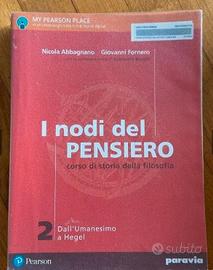 MY PEARSON PLACE
Nicola Abbagnano Giovanni Fornero
I nodi del
PENSIERO
corso di storia della filosofia
2 Dall'Umanesimo
a Hegel
Pearson
paravia
subito